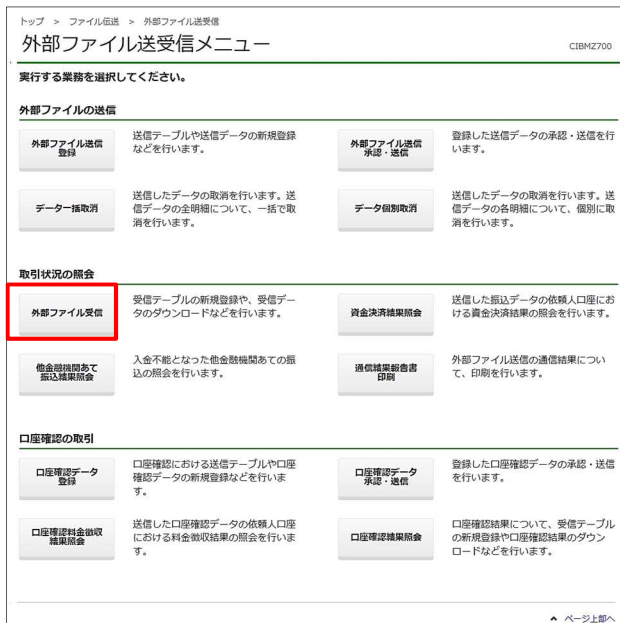 トップ > ファイル伝送 > 外部ファイル送受信
外部ファイル送受信メニュー
CIBMZ700
実行する業務を選択してください。
外部ファイルの送信
外部ファイル送信
登録
送信テーブルや送信データの新規登録
などを行います。
外部ファイル送信
承認・送信
登録した送信データの承認・送信を行
います。
データ一括取消
送信したデータの取消を行います。送
信データの全明細について、一括で取
消を行います。
データ個別取消
送信したデータの取消を行います。送
信データの各明細について、個別に取
消を行います。
取引状況の照会
外部ファイル受信
受信テーブルの新規登録や、受信デー
タのダウンロードなどを行います。
資金決済結果照会
送信した振込データの依頼人口座にお
ける資金決済結果の照会を行います。
他金融機関あて
振込結果照会
入金不能となった他金融機関あての振
込の照会を行います。
通信結果報告書
印刷
外部ファイル送信の通信結果につい
て、印刷を行います。
口座確認の取引
口座確認データ
登録
口座確認における送信テーブルや口座
確認データの新規登録などを行いま
す。
口座確認データ
承認・送信
登録した口座確認データの承認・送信
を行います。
口座確認料金徴収
結果照会
送信した口座確認データの依頼人口座
における料金徴収結果の照会を行いま
す。
口座確認結果照会
口座確認結果について、受信テーブル
の新規登録や口座確認結果のダウン
ロードなどを行います。
ページ上部へ